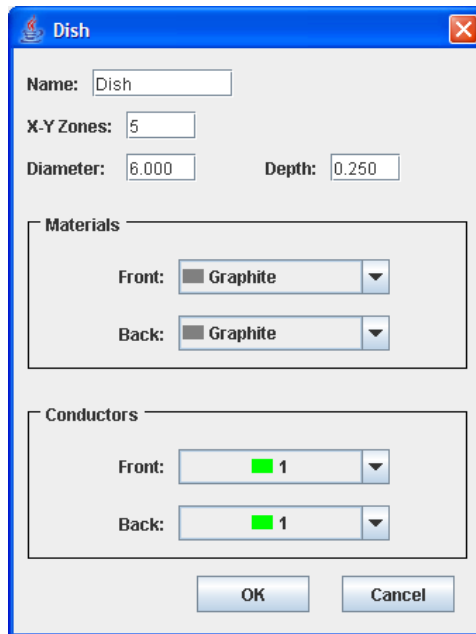 Dish
Name: Dish
X-Y Zones: 5
Diameter: 6.000 Depth: 0.250
Materials
Front: Graphite
Back: Graphite
Conductors
Front: 1
Back: 1
OK Cancel